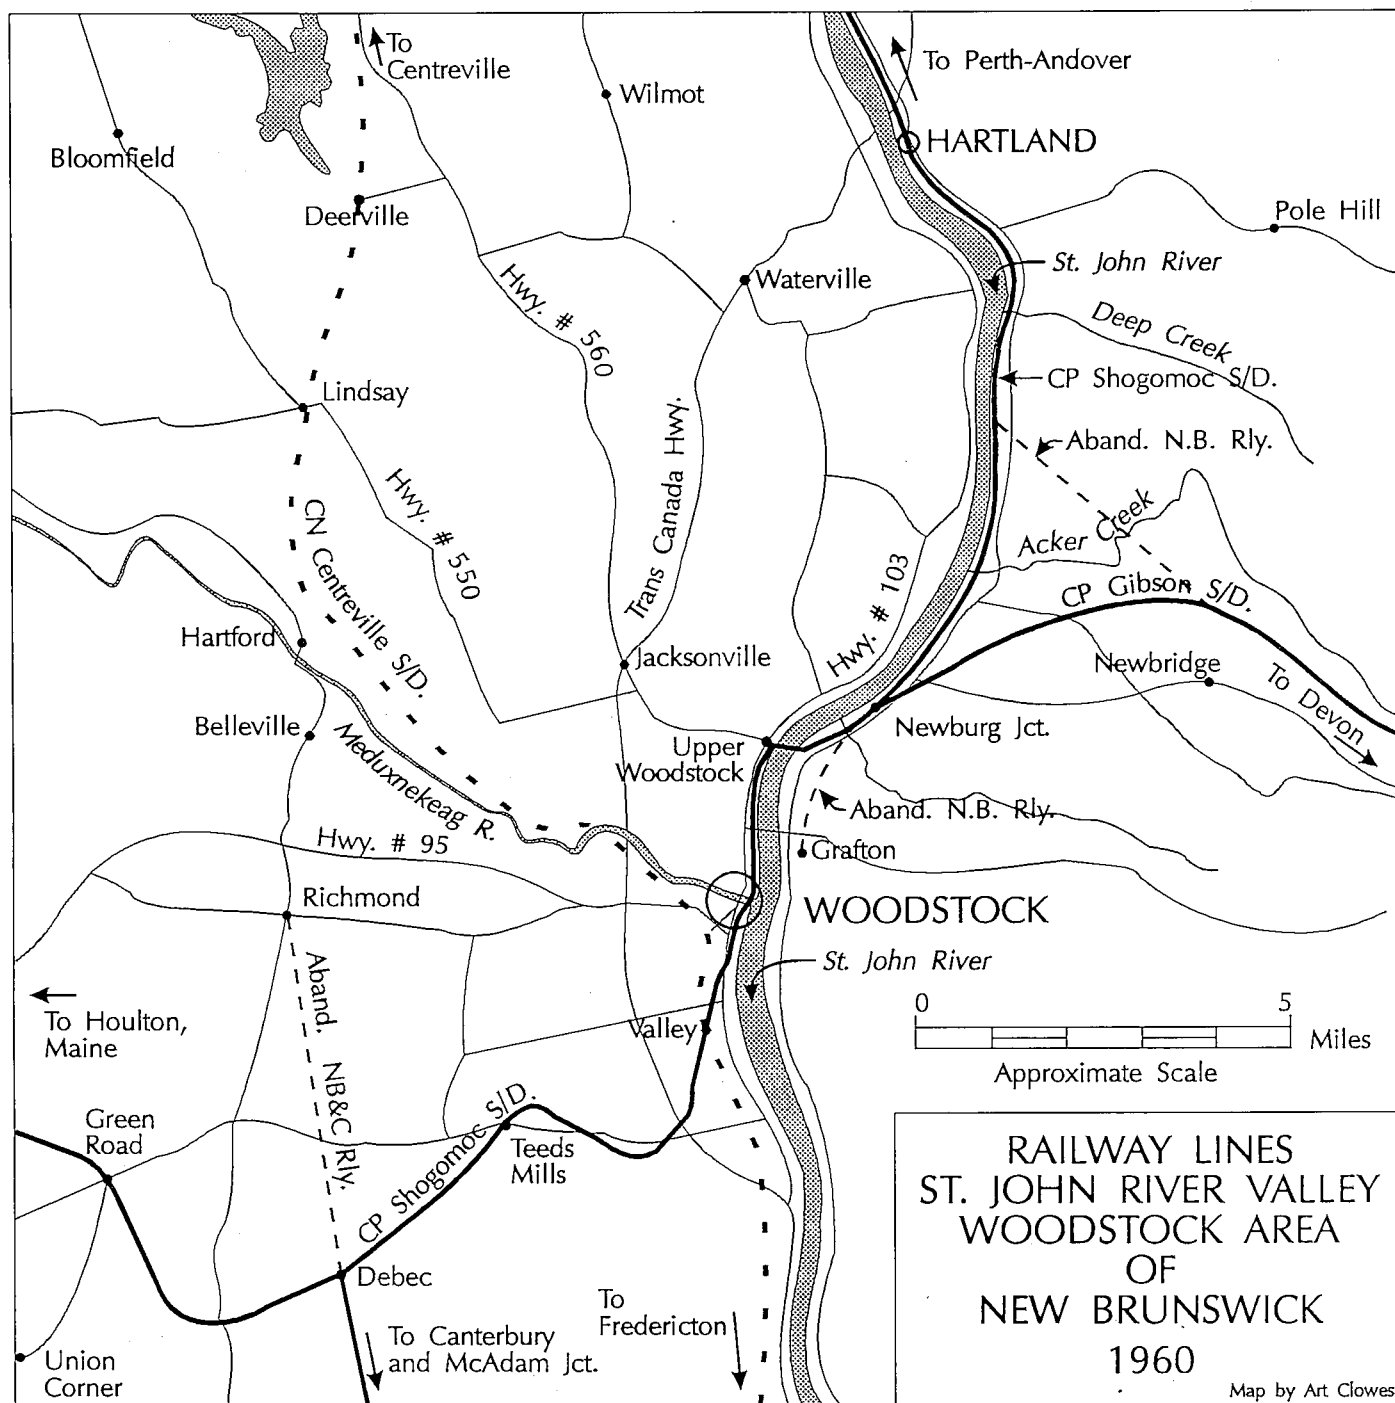 To
Centreville
Wilmot
To Perth-Andover
HARTLAND
Bloomfield
Deerville
Pole Hill
St. John River
Waterville
Hwy. # 560
Deep Creek
CP Shogomoc S/D.
Lindsay
Aband. N.B. Rly.
Trans Canada Hwy.
Hwy. # 550
CN Centreville S/D.
Acker Creek
Hwy. # 103
CP Gibson S/D.
Hartford
Jacksonville
Newbridge
To Devon
Belleville
Meduxnekeag R.
Upper
Woodstock
Newburg Jct.
Aband. N.B. Rly.
Hwy. # 95
Grafton
Richmond
WOODSTOCK
St. John River
Aband. NB&C Rly.
To Houlton,
Maine
Valley
0 5
Miles
Approximate Scale
Green
Road
CP Shogomoc S/D.
Teeds
Mills
Debec
To
Fredericton
To Canterbury
and McAdam Jct.
Union
Corner
RAILWAY LINES
ST. JOHN RIVER VALLEY
WOODSTOCK AREA
OF
NEW BRUNSWICK
1960
Map by Art Clowes